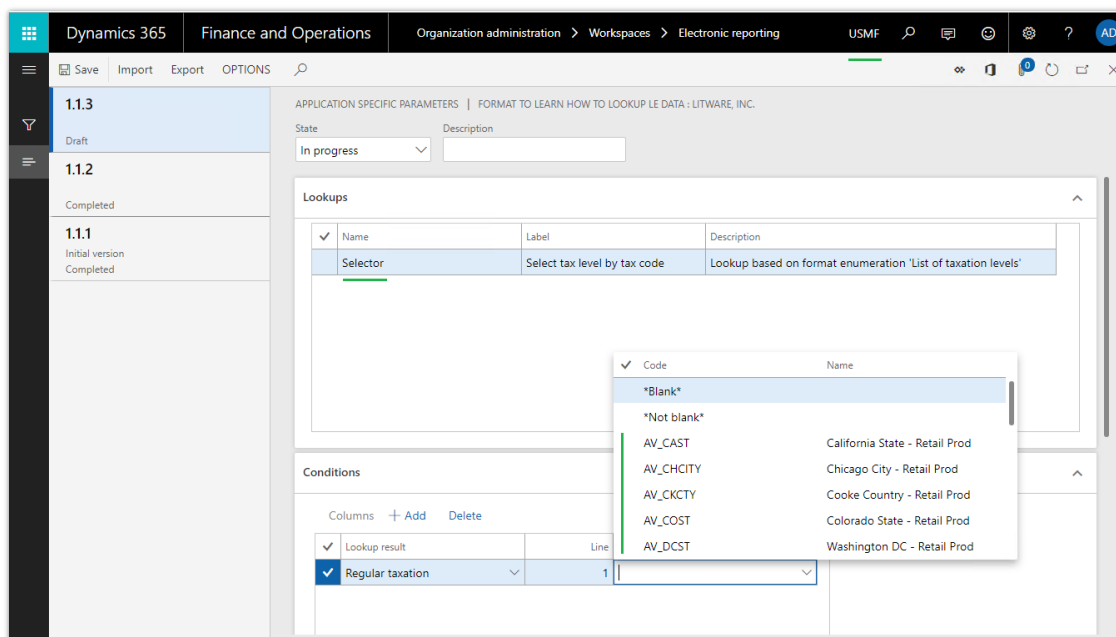 Dynamics 365 Finance and Operations Organization administration > Workspaces > Electronic reporting USMF ? AD
Save Import Export OPTIONS 0
1.1.3
Draft
1.1.2
Completed
1.1.1
Initial version
Completed
APPLICATION SPECIFIC PARAMETERS | FORMAT TO LEARN HOW TO LOOKUP LE DATA : LITWARE, INC.
State Description
In progress
Lookups
Name Label Description
Selector Select tax level by tax code Lookup based on format enumeration 'List of taxation levels'
Code Name
*Blank*
*Not blank*
AV_CAST California State - Retail Prod
AV_CHCITY Chicago City - Retail Prod
AV_CKCTY Cooke Country - Retail Prod
AV_COST Colorado State - Retail Prod
AV_DCST Washington DC - Retail Prod
Conditions
Columns + Add Delete
Lookup result Line
Regular taxation 1